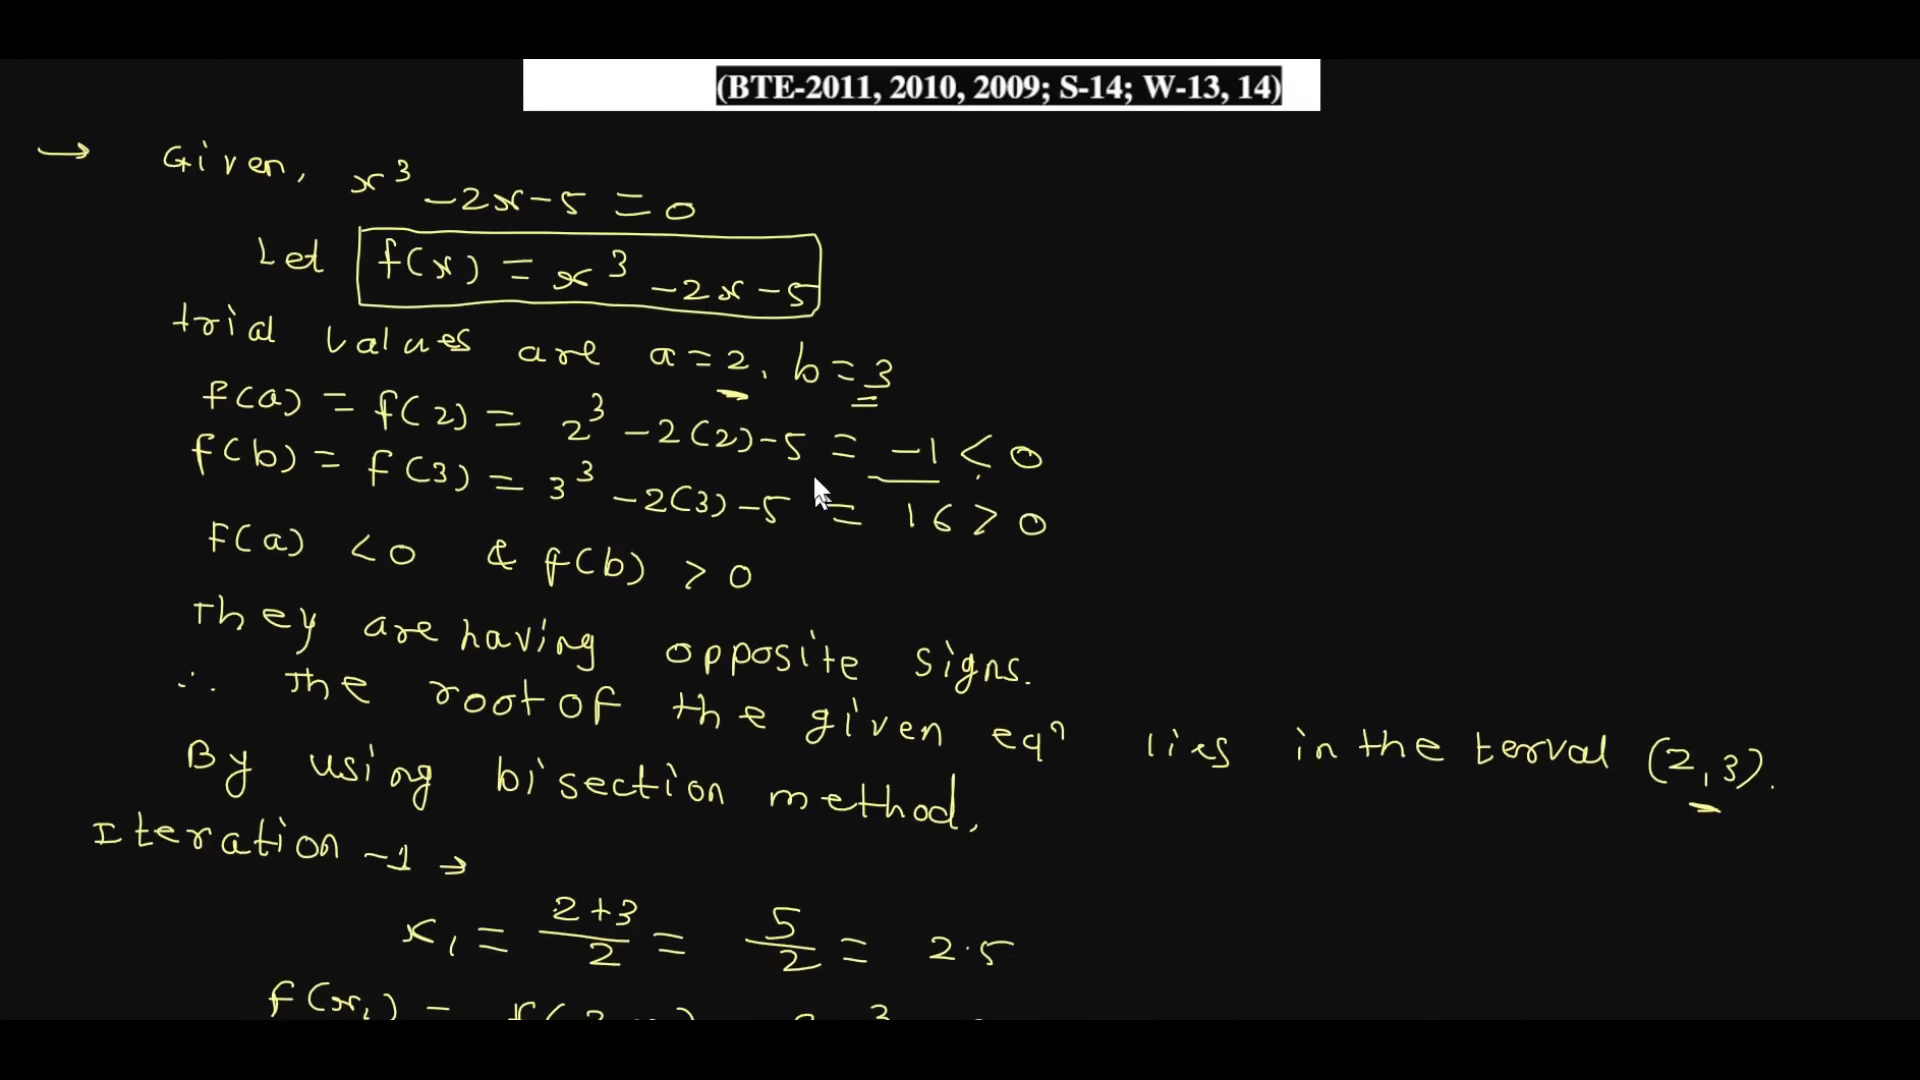 (BTE-2011, 2010, 2009; S-14; W-13, 14)
→ Given, x³ -2x-5 = 0
Let f(x) = x³ -2x-5
trial values are a=2, b=3
f(a) = f(2) = 2³ -2(2)-5 = -1 < 0
f(b) = f(3) = 3³ -2(3)-5 = 16 > 0
f(a) <0 & f(b) > 0
They are having opposite signs.
∴ The root of the given eqⁿ lies in the terval (2,3).
By using bisection method,
Iteration -1 →
x₁ = (2+3)/2 = 5/2 = 2.5
f(x₁) =